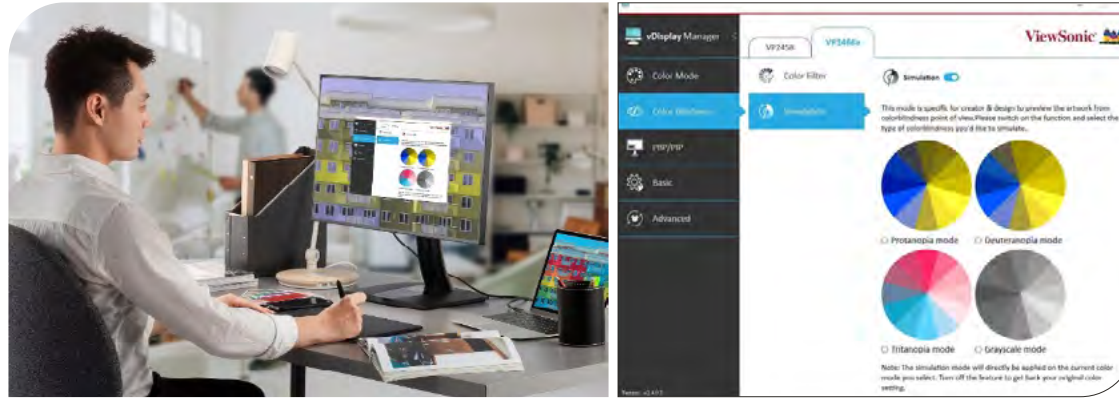 vDisplay Manager
VP2458
VP2468a
ViewSonic
Color Mode
Color Blindness
PBP/PIP
Basic
Advanced
Color Filter
Simulation
Simulation
This mode is specific for creator & design to preview the artwork from
colorblindness point of view.Please switch on the function and select the
type of colorblindness you'd like to simulate.
Protanopia mode
Deuteranopia mode
Tritanopia mode
Grayscale mode
Note: The simulation mode will directly be applied on the current color
mode you select. Turn off the feature to get back your original color
setting.